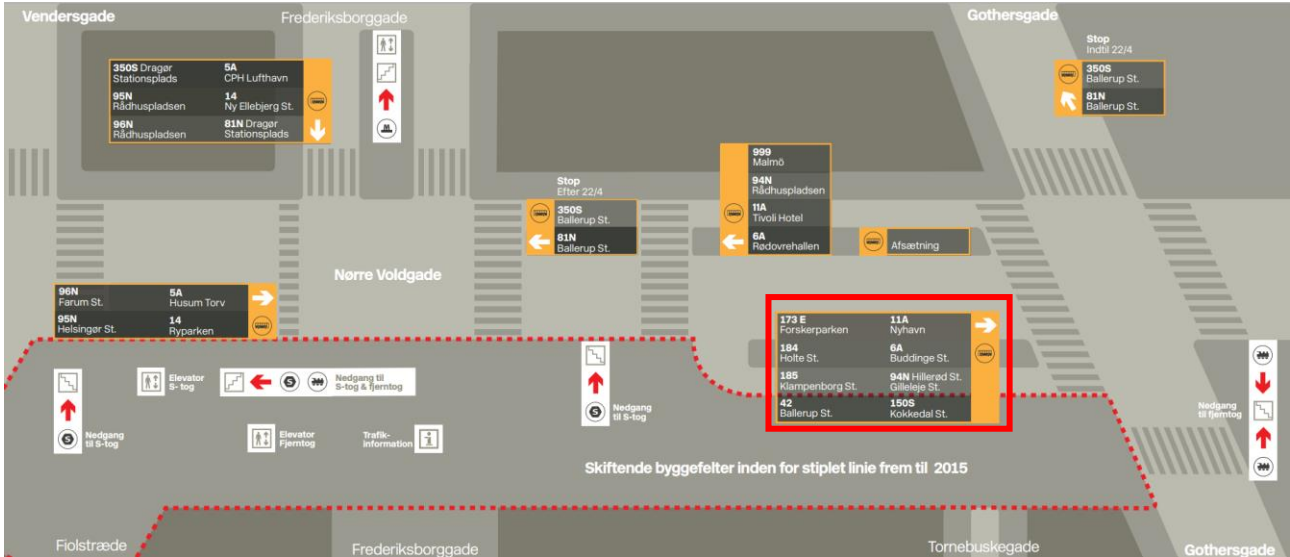 Vendersgade
Frederiksborggade
Gothersgade
Stop
Indtil 22/4
350S
Ballerup St.
81N
Ballerup St.
350S Dragør
Stationsplads
5A
CPH Lufthavn
95N
Rådhuspladsen
14
Ny Ellebjerg St.
96N
Rådhuspladsen
81N Dragør
Stationsplads
M
Stop
Efter 22/4
350S
Ballerup St.
81N
Ballerup St.
999
Malmö
94N
Rådhuspladsen
11A
Tivoli Hotel
6A
Rødovrehallen
Afsætning
Nørre Voldgade
96N
Farum St.
5A
Husum Torv
95N
Helsingør St.
14
Ryparken
173 E
Forskerparken
11A
Nyhavn
184
Holte St.
6A
Buddinge St.
185
Klampenborg St.
94N Hillerød St.
Gilleleje St.
42
Ballerup St.
150S
Kokkedal St.
Elevator
S- tog
S
Nedgang til
S-tog & fjerntog
S
Nedgang
til S-tog
Elevator
Fjerntog
Trafik-
information
i
S
Nedgang
til S-tog
Nedgang
til fjerntog
Skiftende byggefelter inden for stiplet linie frem til 2015
Fiolstræde
Frederiksborggade
Tornebuskegade
Gothersgade